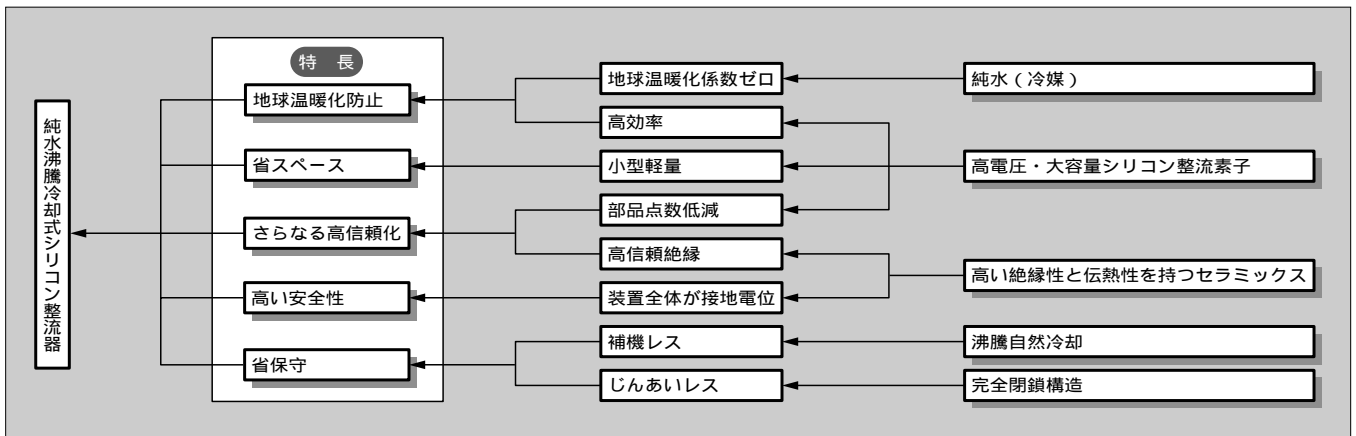 純水沸騰冷却式シリコン整流器
特 長
地球温暖化防止
省スペース
さらなる高信頼化
高い安全性
省保守
地球温暖化係数ゼロ
高効率
小型軽量
部品点数低減
高信頼絶縁
装置全体が接地電位
補機レス
じんあいレス
純水（冷媒）
高電圧・大容量シリコン整流素子
高い絶縁性と伝熱性を持つセラミックス
沸騰自然冷却
完全閉鎖構造